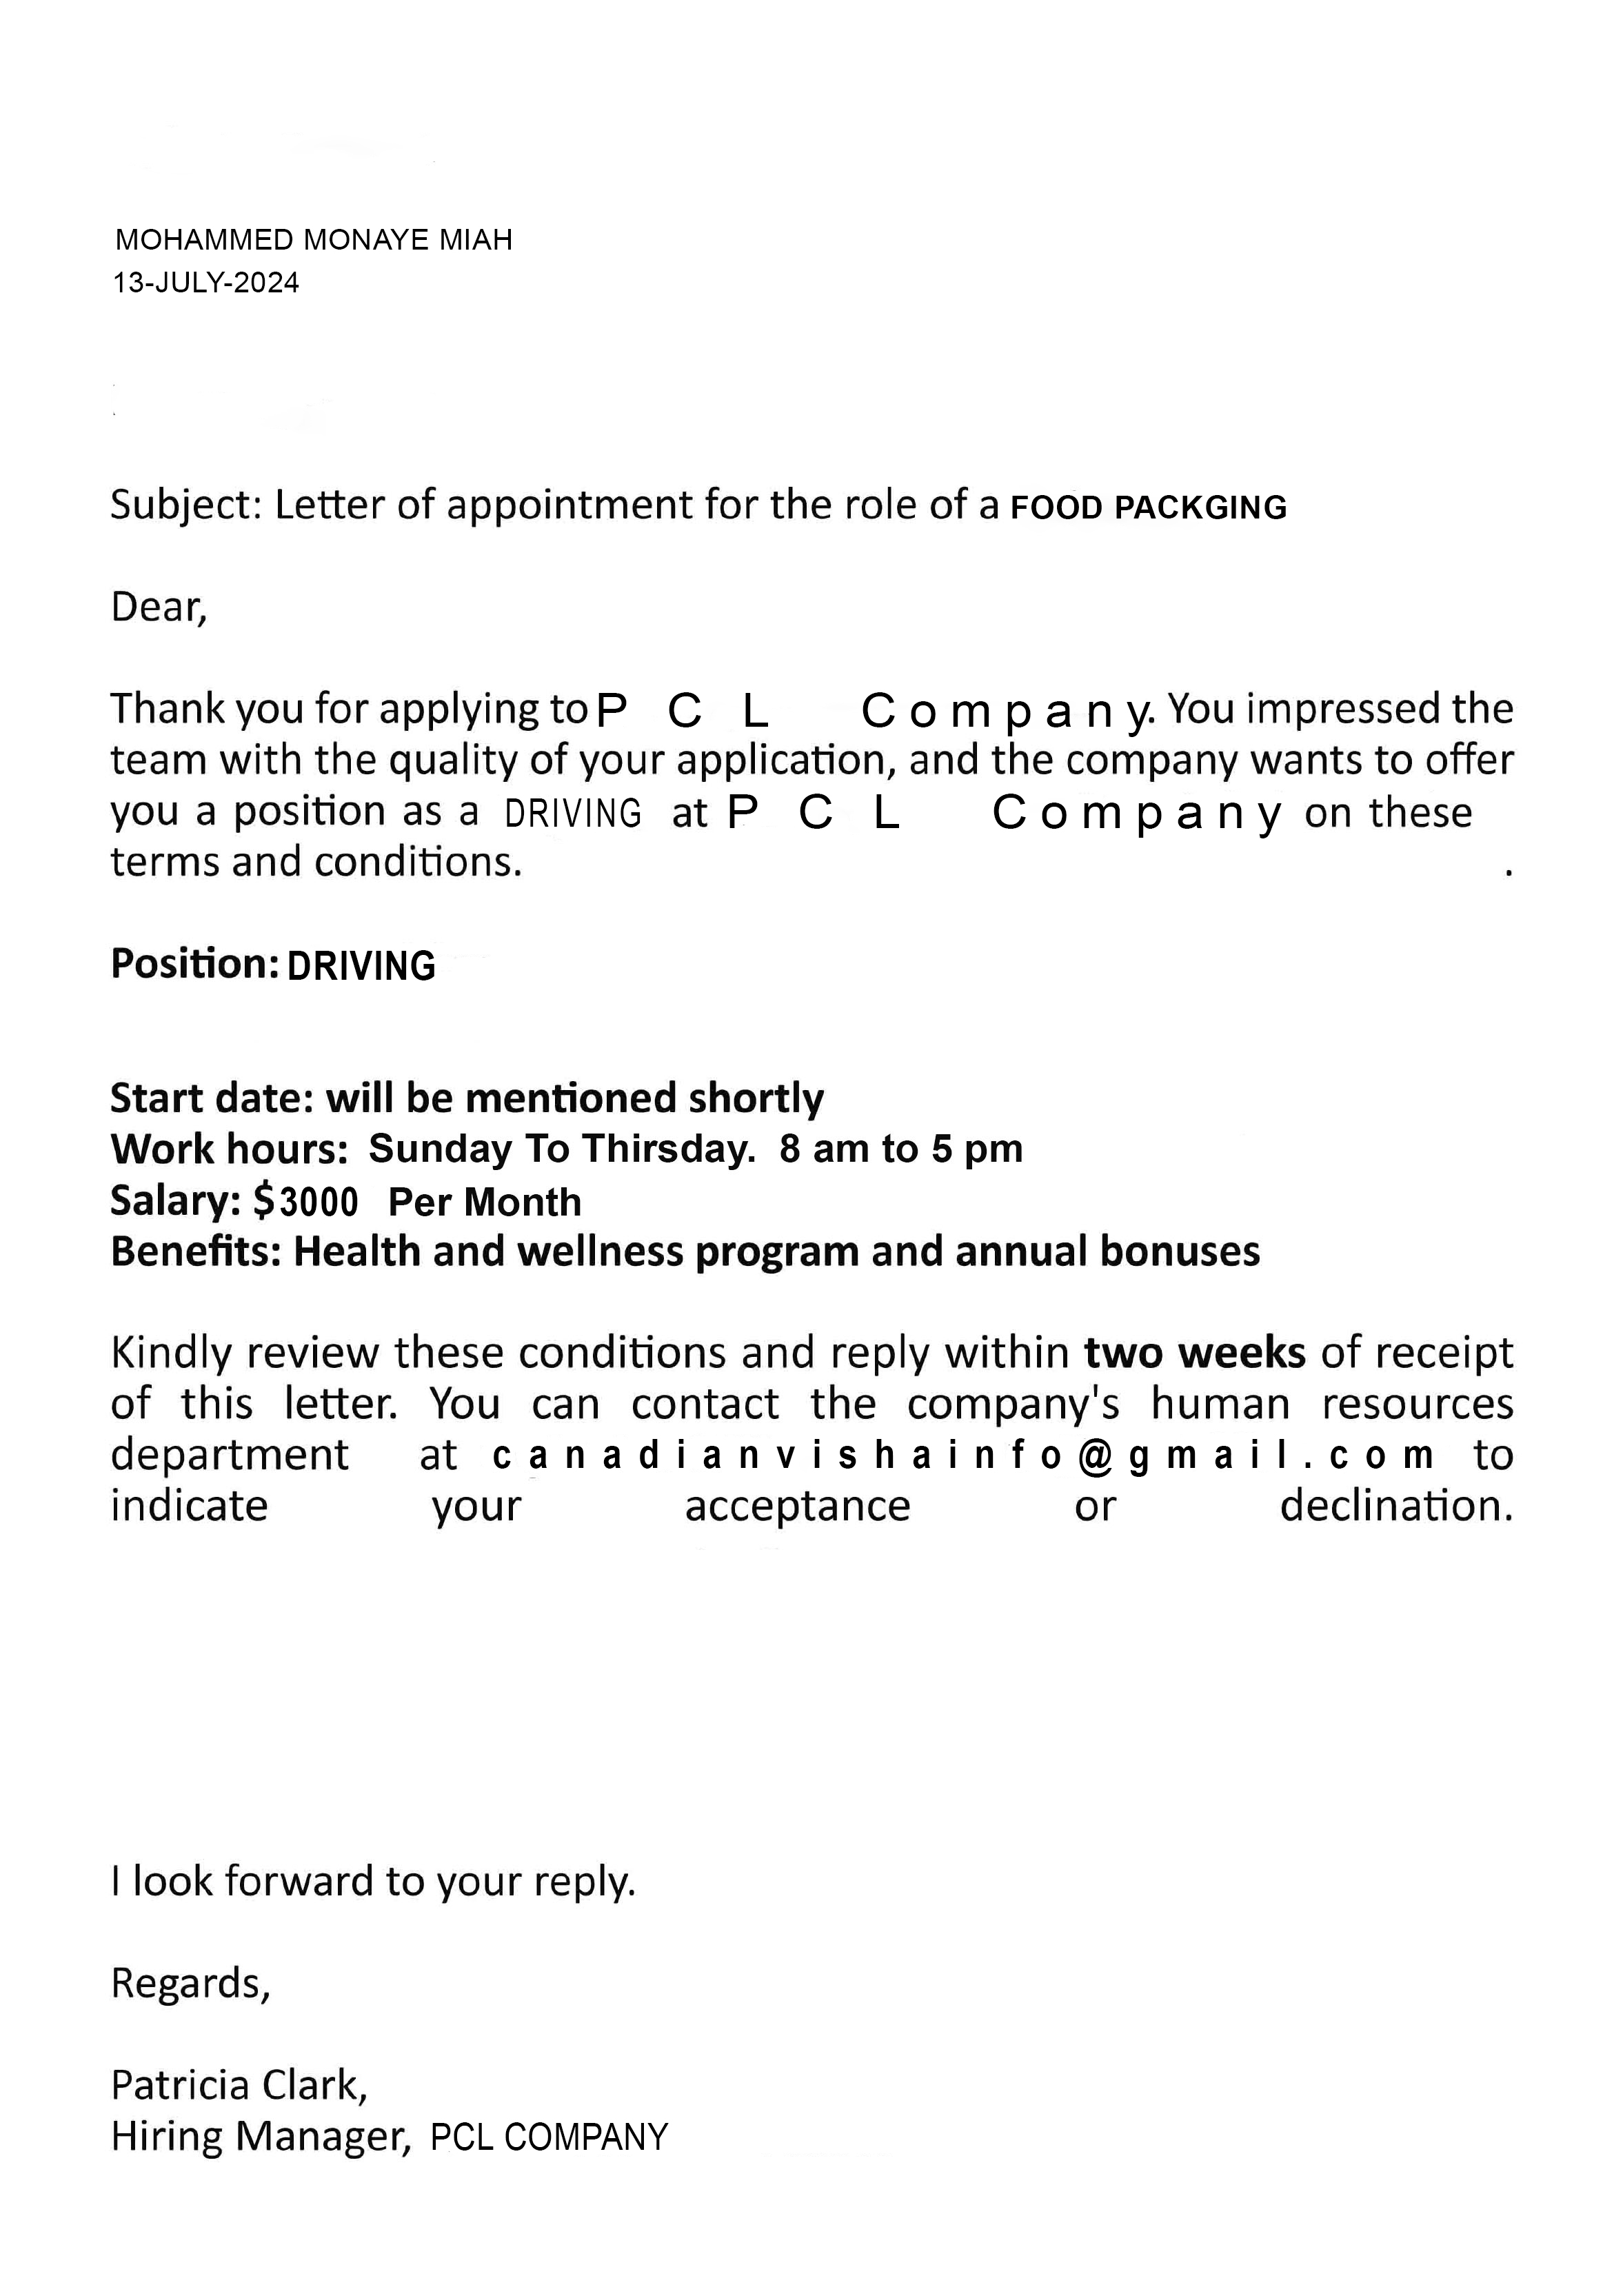 MOHAMMED MONAYE MIAH
13-JULY-2024
Subject: Letter of appointment for the role of a FOOD PACKGING
Dear,
Thank you for applying to P C L Company. You impressed the
team with the quality of your application, and the company wants to offer
you a position as a DRIVING at P C L Company on these
terms and conditions. .
Position: DRIVING
Start date: will be mentioned shortly
Work hours: Sunday To Thirsday. 8 am to 5 pm
Salary: $3000 Per Month
Benefits: Health and wellness program and annual bonuses
Kindly review these conditions and reply within two weeks of receipt
of this letter. You can contact the company's human resources
department at canadianvishainfo@gmail.com to
indicate your acceptance or declination.
I look forward to your reply.
Regards,
Patricia Clark,
Hiring Manager, PCL COMPANY